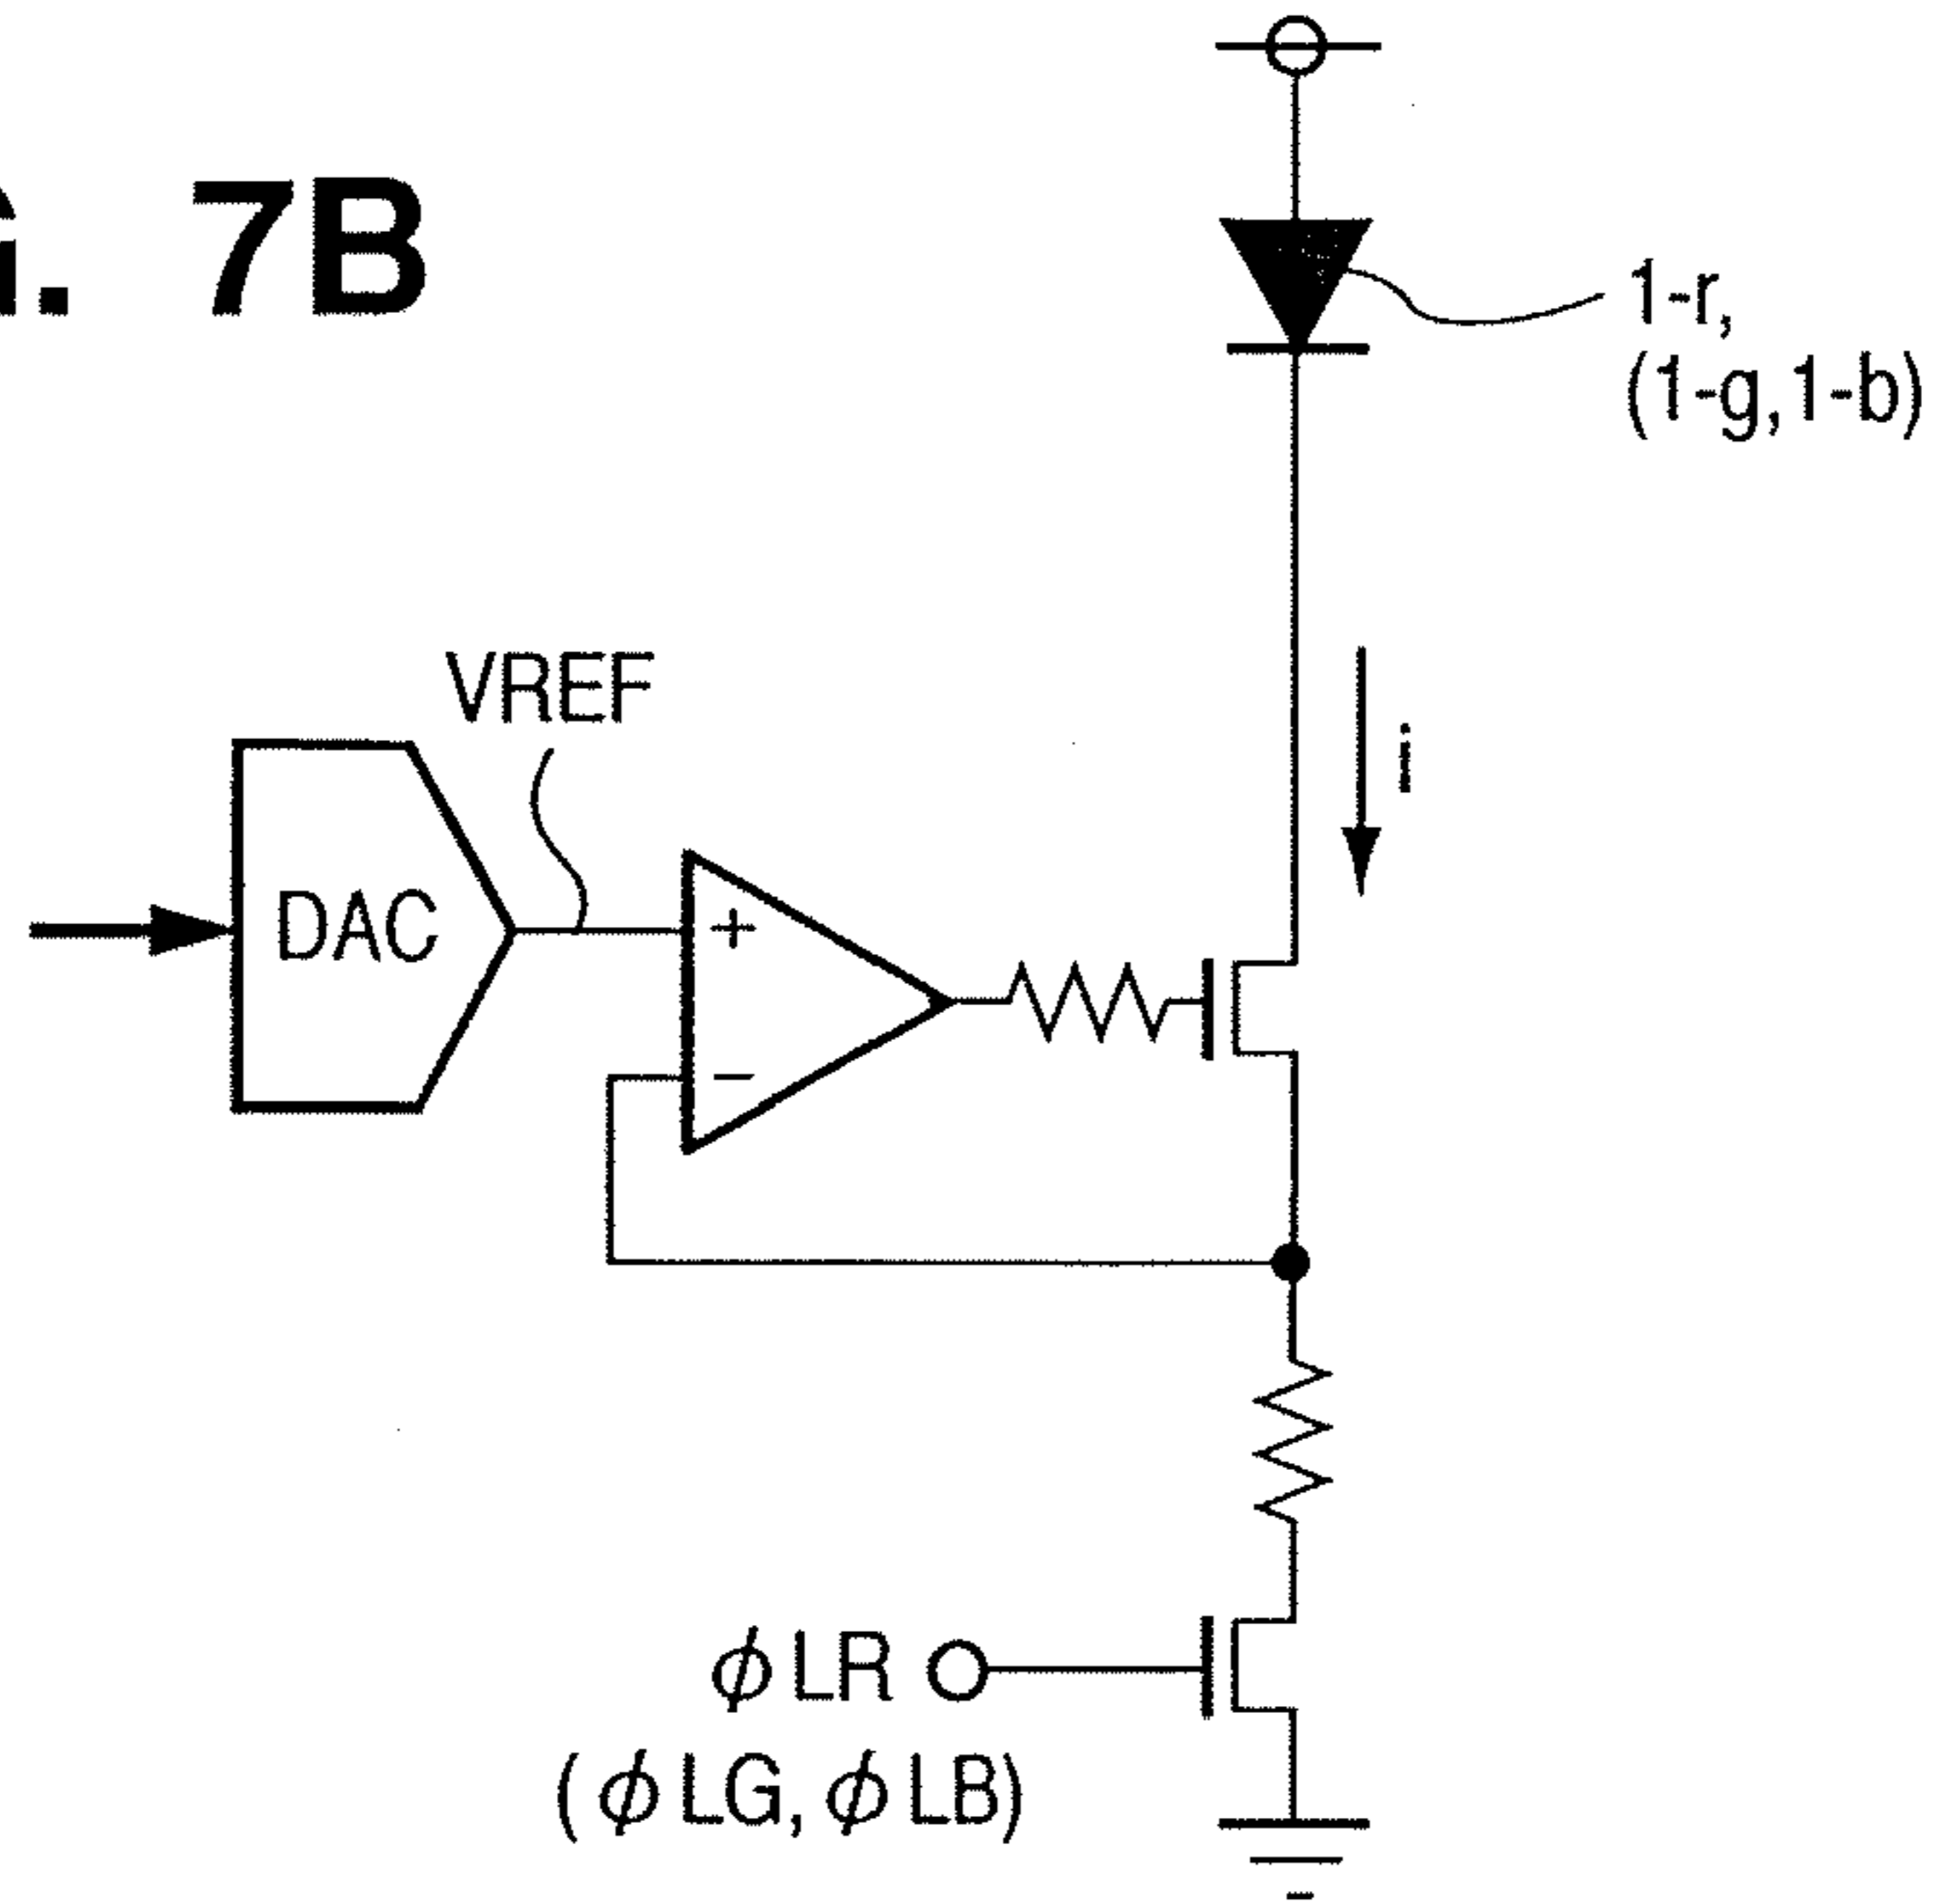 G. 7B
1-r,
(1-g,1-b)
VREF
i
DAC
+
−
ϕLR
(ϕLG,ϕLB)